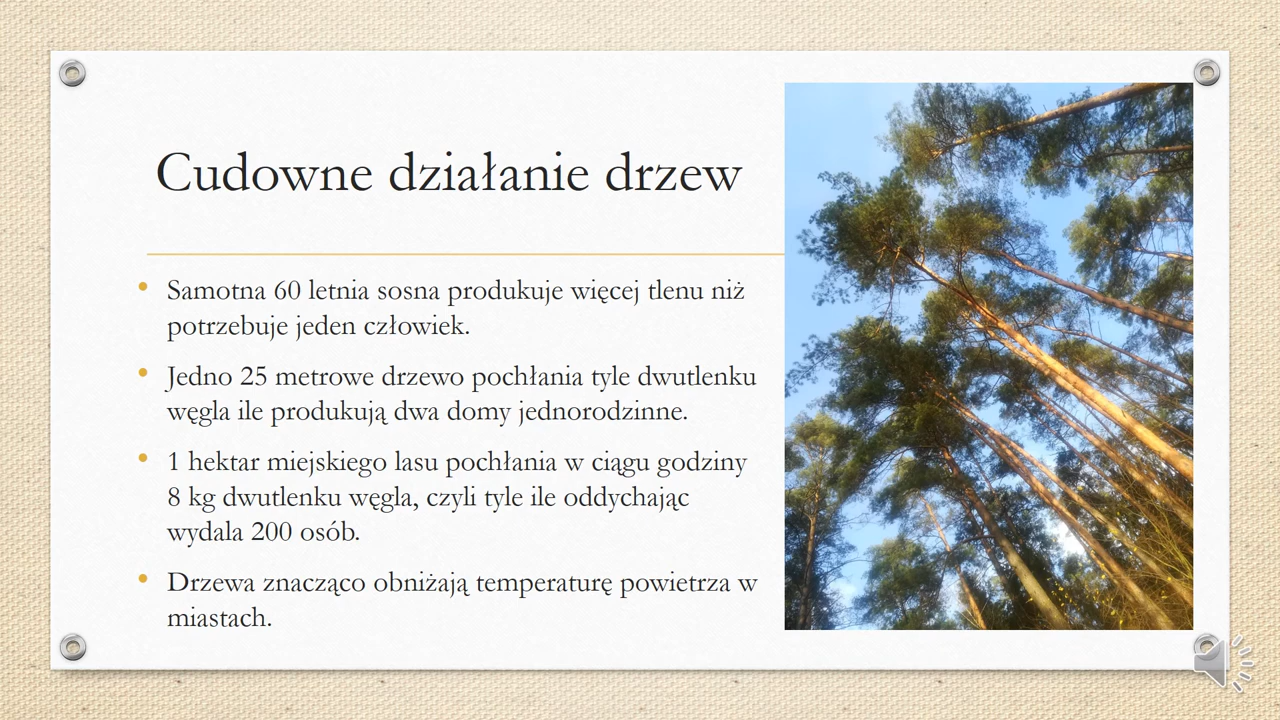 Cudowne działanie drzew
• Samotna 60 letnia sosna produkuje więcej tlenu niż
potrzebuje jeden człowiek.
• Jedno 25 metrowe drzewo pochłania tyle dwutlenku
węgla ile produkują dwa domy jednorodzinne.
• 1 hektar miejskiego lasu pochłania w ciągu godziny
8 kg dwutlenku węgla, czyli tyle ile oddychając
wydala 200 osób.
• Drzewa znacząco obniżają temperaturę powietrza w
miastach.